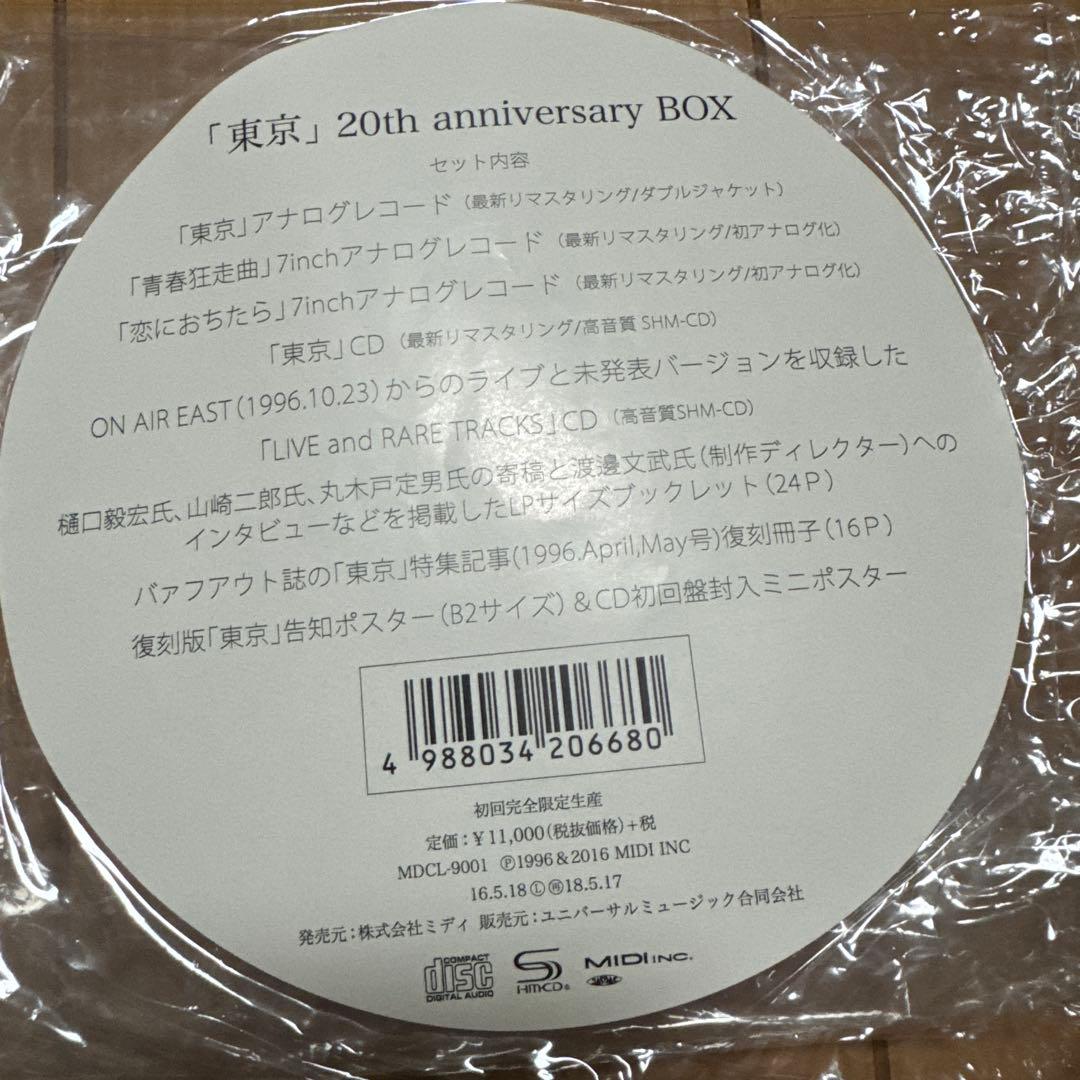 「東京」 20th anniversary BOX
セット内容
「東京」アナログレコード（最新リマスタリング/ダブルジャケット）
「青春狂走曲」7inchアナログレコード（最新リマスタリング/初アナログ化）
「恋におちたら」7inchアナログレコード（最新リマスタリング/初アナログ化）
「東京」CD（最新リマスタリング/高音質 SHM-CD）
ON AIR EAST（1996.10.23）からのライブと未発表バージョンを収録した
「LIVE and RARE TRACKS」CD（高音質SHM-CD）
樋口毅宏氏、山崎二郎氏、丸木戸定男氏の寄稿と渡邊文武氏（制作ディレクター）への
インタビューなどを掲載したLPサイズブックレット（24P）
バァフアウト誌の「東京」特集記事（1996.April,May号）復刻冊子（16P）
復刻版「東京」告知ポスター（B2サイズ）＆CD初回盤封入ミニポスター
4 988034 206680
初回完全限定生産
定価：¥11,000（税抜価格）+税
MDCL-9001 Ⓟ1996＆2016 MIDI INC
16.5.18Ⓛ㊞18.5.17
発売元：株式会社ミディ 販売元：ユニバーサルミュージック合同会社
COMPACT disc DIGITAL AUDIO SHM-CD® MIDI INC.